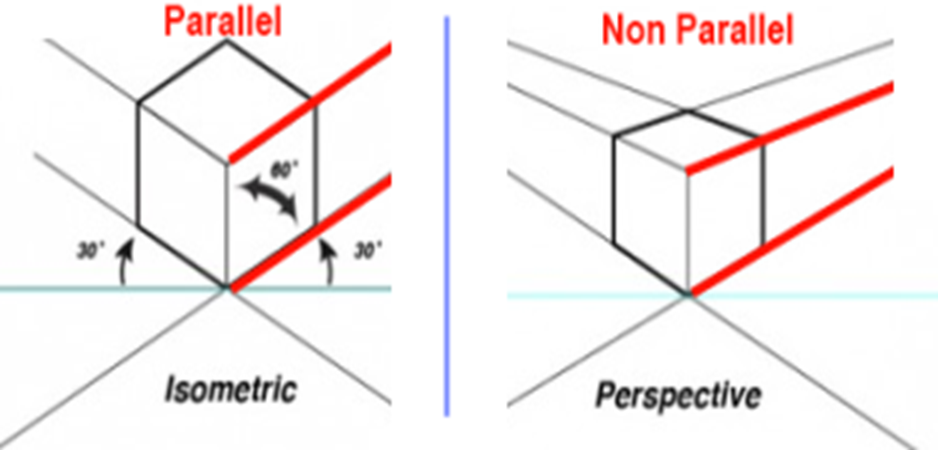 Parallel
60°
30°
30°
Isometric
Non Parallel
Perspective